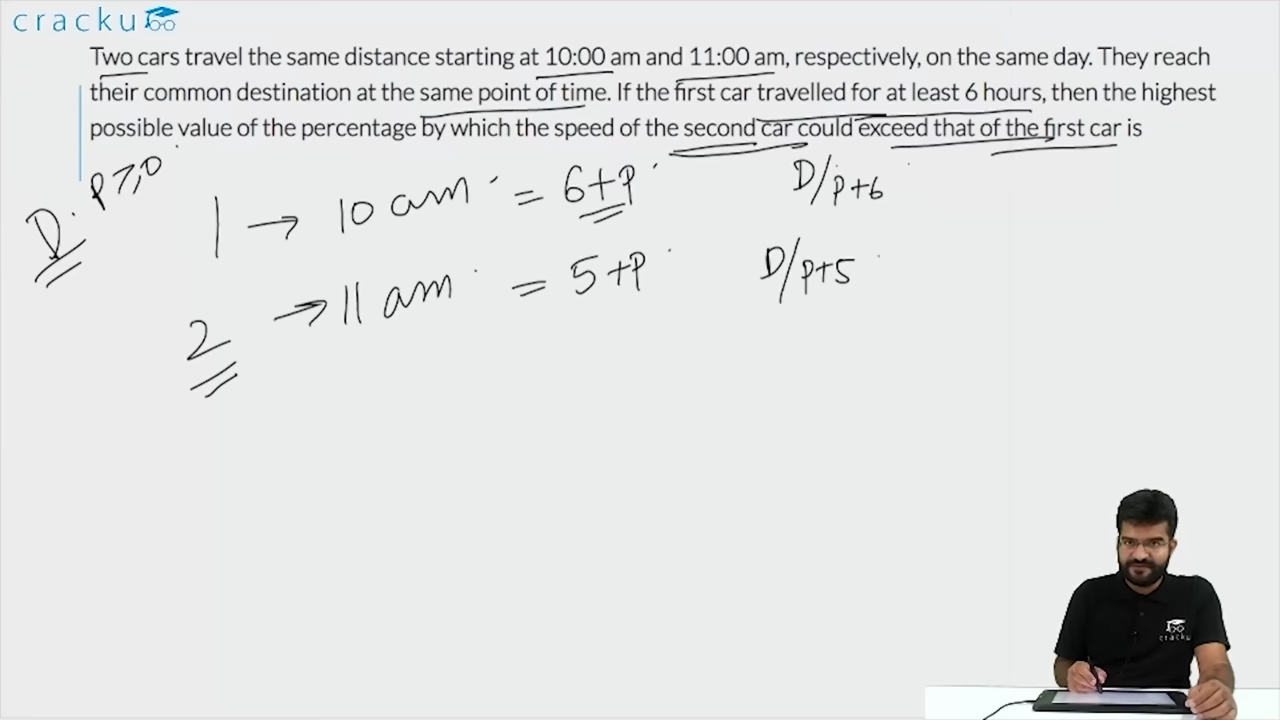 cracku
Two cars travel the same distance starting at 10:00 am and 11:00 am, respectively, on the same day. They reach
their common destination at the same point of time. If the first car travelled for at least 6 hours, then the highest
possible value of the percentage by which the speed of the second car could exceed that of the first car is
D. P ≥, 0
1 → 10 am = 6+P D/P+6
2 → 11 am = 5+P D/P+5
cracku